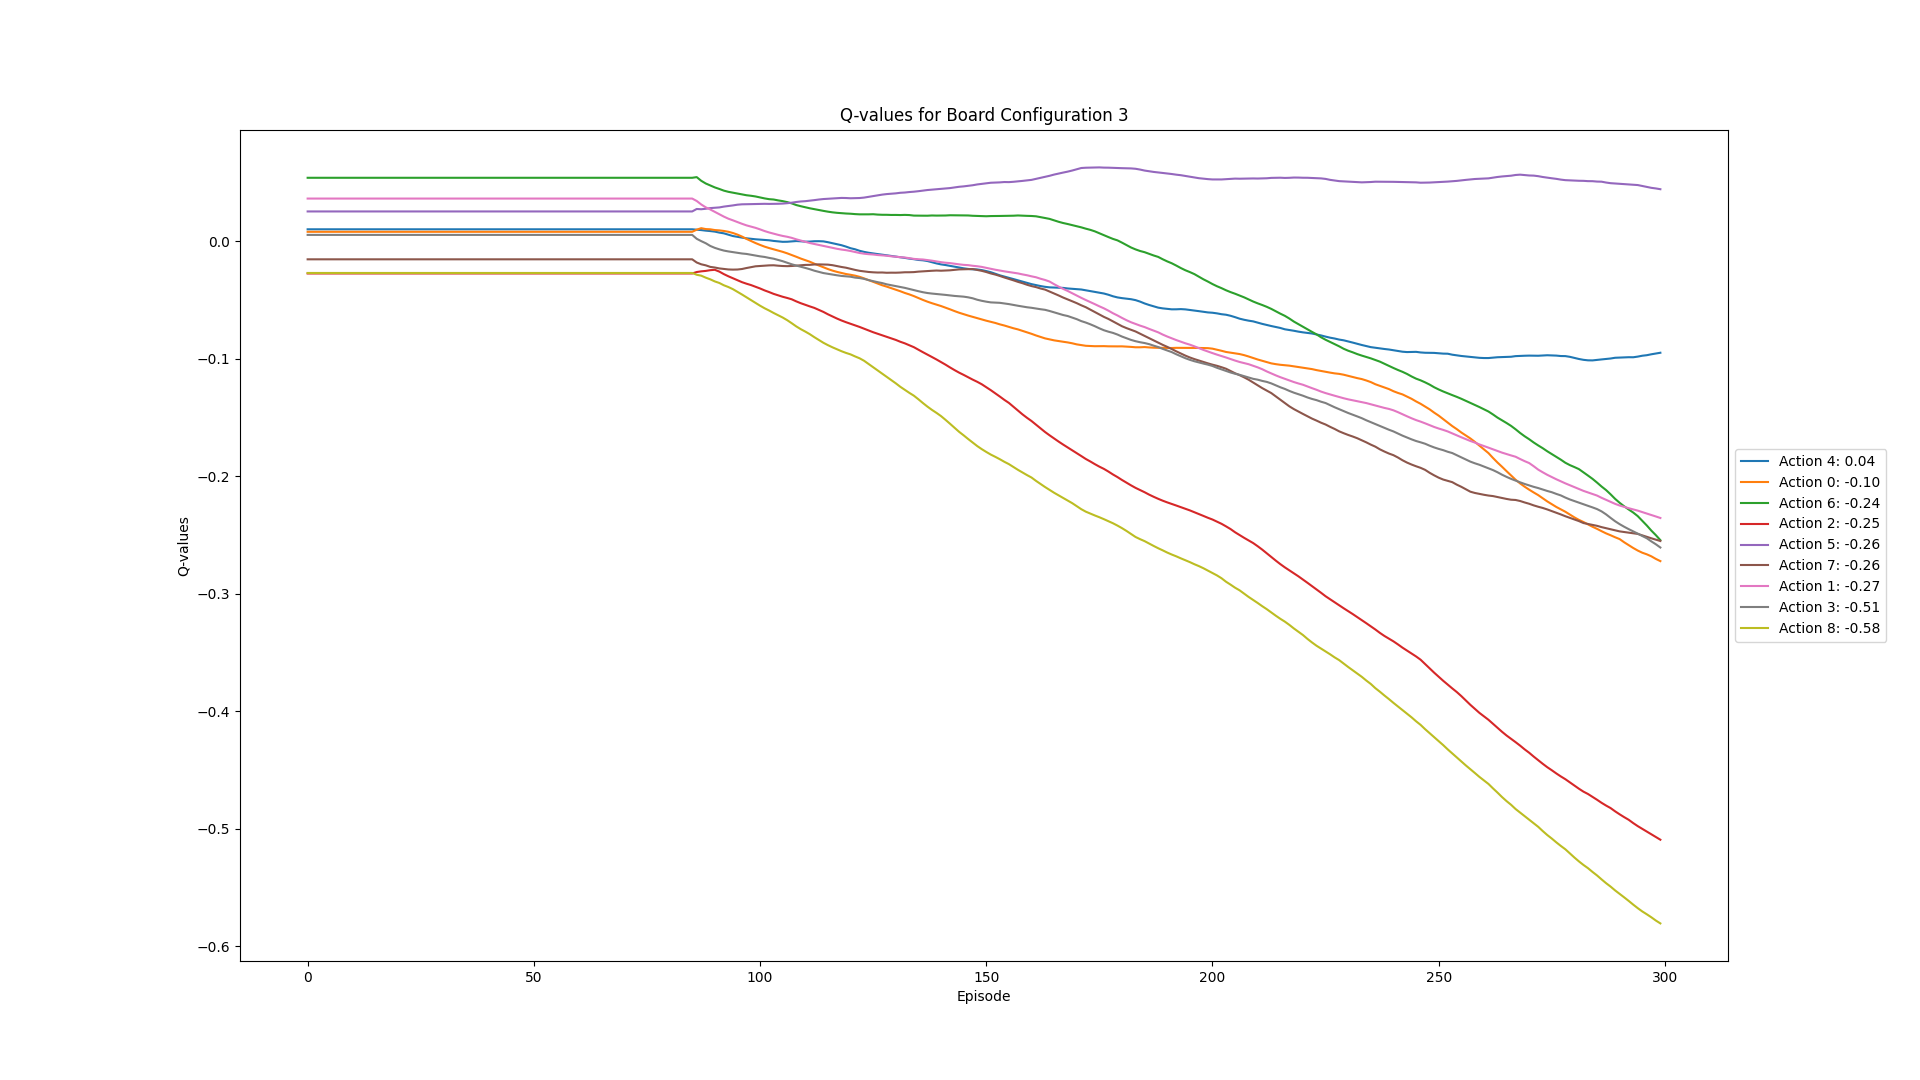 Q-values for Board Configuration 3
Q-values
0.0
−0.1
−0.2
−0.3
−0.4
−0.5
−0.6
0
50
100
150
200
250
300
Episode
Action 4: 0.04
Action 0: -0.10
Action 6: -0.24
Action 2: -0.25
Action 5: -0.26
Action 7: -0.26
Action 1: -0.27
Action 3: -0.51
Action 8: -0.58